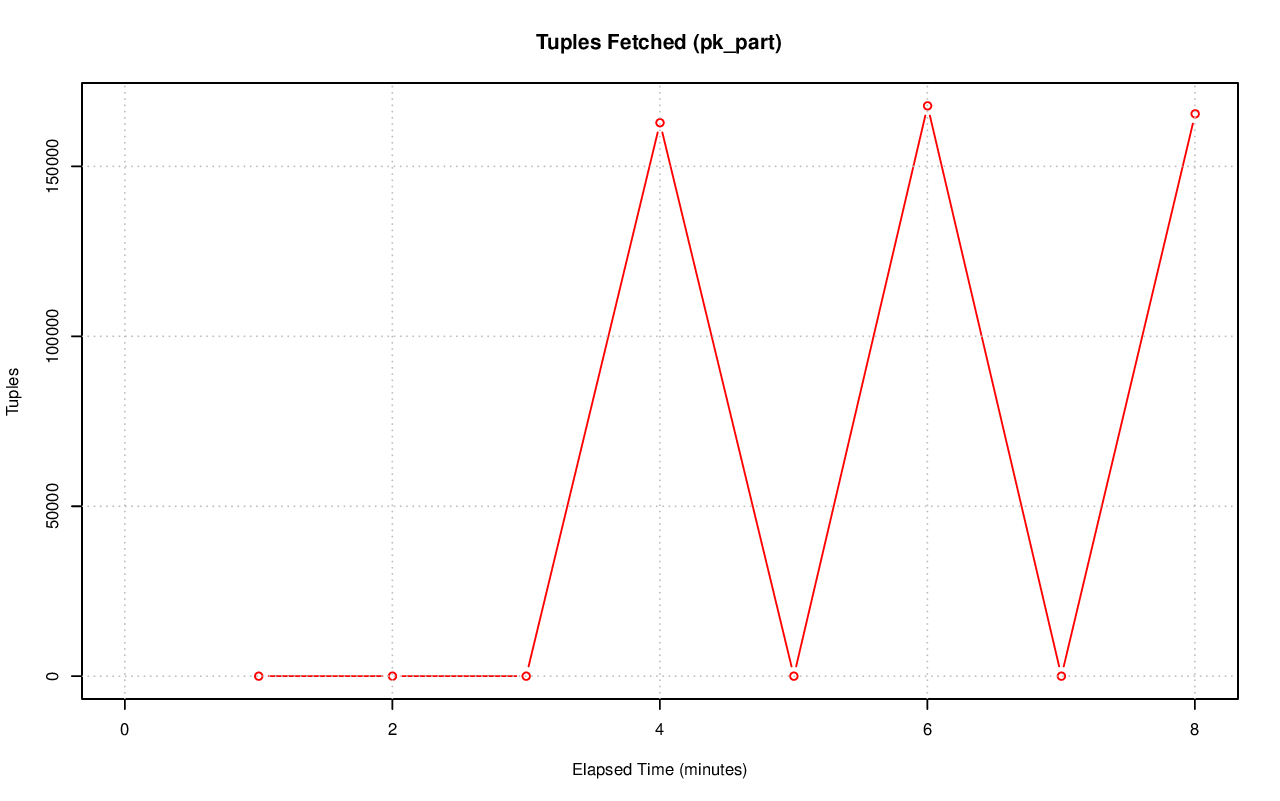 Tuples Fetched (pk_part)
Tuples
150000
100000
50000
0
0 2 4 6 8
Elapsed Time (minutes)